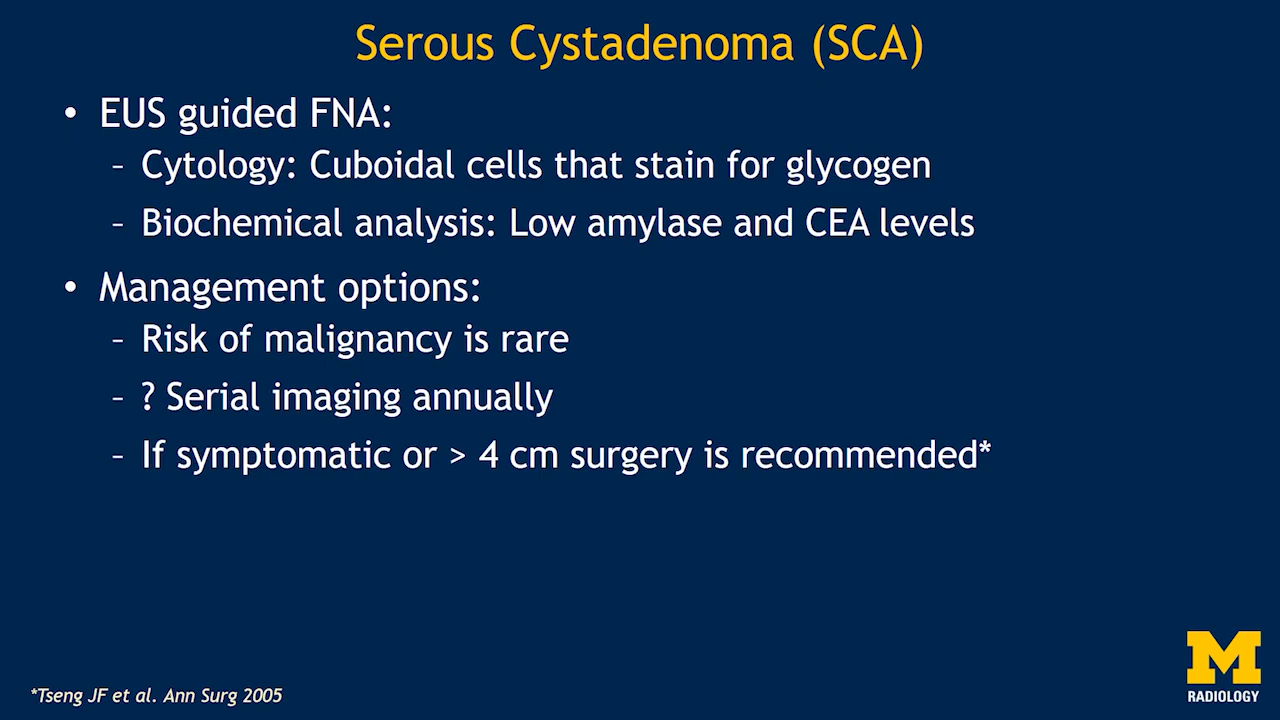 Serous Cystadenoma (SCA)
• EUS guided FNA:
– Cytology: Cuboidal cells that stain for glycogen
– Biochemical analysis: Low amylase and CEA levels
• Management options:
– Risk of malignancy is rare
– ? Serial imaging annually
– If symptomatic or > 4 cm surgery is recommended*
*Tseng JF et al. Ann Surg 2005
M
RADIOLOGY